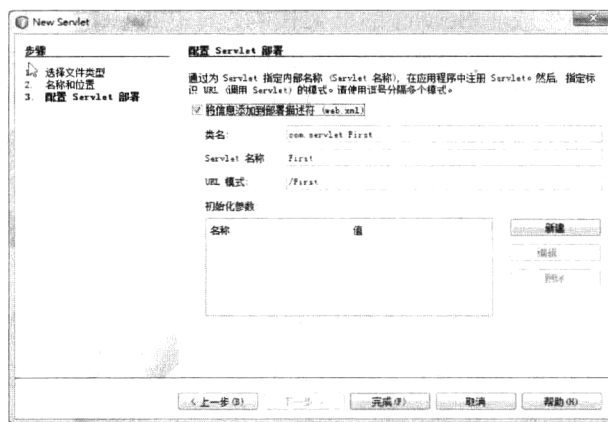 New Servlet
步骤
1. 选择文件类型
2. 名称和位置
3. 配置 Servlet 部署
配置 Servlet 部署
通过为 Servlet 指定内部名称 (Servlet 名称), 在应用程序中注册 Servlet。然后, 指定标
识 URL (调用 Servlet) 的模式。请使用逗号分隔多个模式。
将信息添加到部署描述符 (web.xml)
类名: com.servlet.First
Servlet 名称: First
URL 模式: /First
初始化参数
名称 值
新建
编辑
删除
< 上一步(B) 下一步 > 完成(F) 取消 帮助(H)